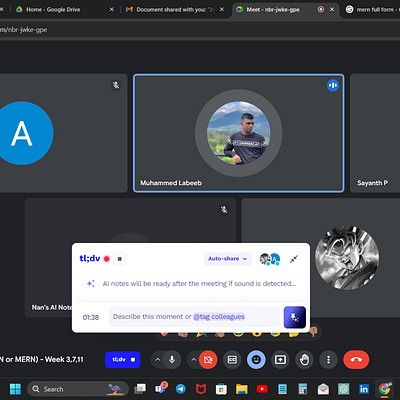 Home - Google Drive
Document shared with you: "J
Meet - nbr-jwke-gpe
mern full form - G
m/nbr-jwke-gpe
A
Muhammed Labeeb
Sayanth P
tl;dv
Auto-share
A
AI notes will be ready after the meeting if sound is detected...
Nan's AI Note
01:38
Describe this moment or @tag colleagues
N or MERN) - Week 3,7,11
tl;dv
Search